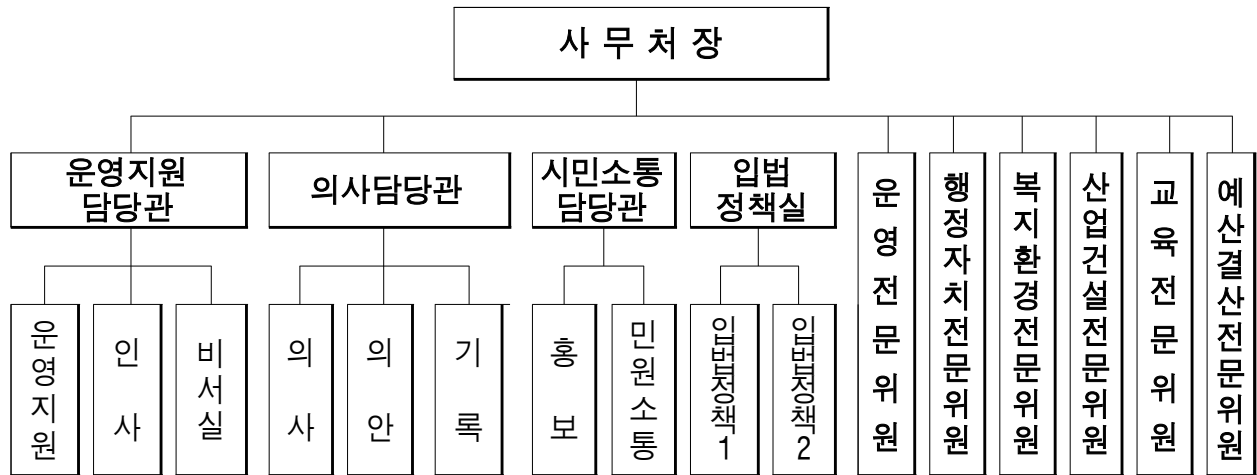 사 무 처 장
운영지원
담당관
의사담당관
시민소통
담당관
입법
정책실
운영전문위원
행정자치전문위원
복지환경전문위원
산업건설전문위원
교육전문위원
예산결산전문위원
운영지원
인사
비서실
의사
의안
기록
홍보
민원소통
입법정책1
입법정책2